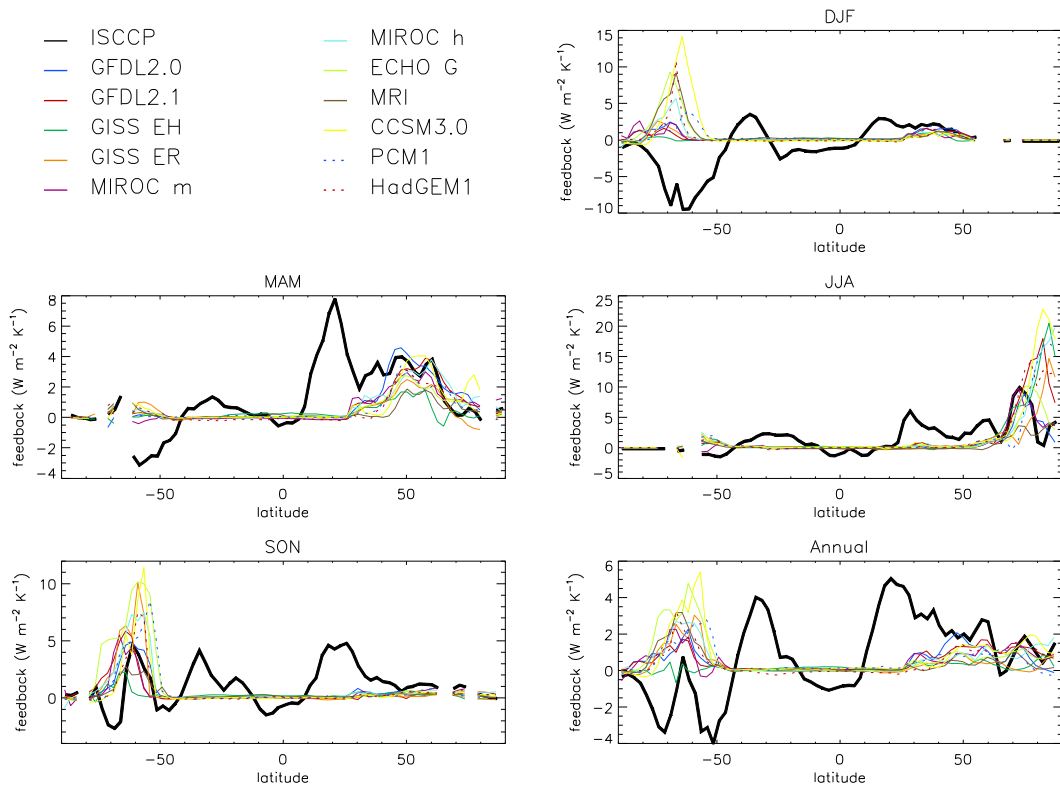 ISCCP
GFDL2.0
GFDL2.1
GISS EH
GISS ER
MIROC m
MIROC h
ECHO G
MRI
CCSM3.0
PCM1
HadGEM1
DJF
feedback (W m⁻² K⁻¹)
15
10
5
0
−5
−10
−50
0
50
latitude
MAM
feedback (W m⁻² K⁻¹)
8
6
4
2
0
−2
−4
−50
0
50
latitude
JJA
feedback (W m⁻² K⁻¹)
25
20
15
10
5
0
−5
−50
0
50
latitude
SON
feedback (W m⁻² K⁻¹)
10
5
0
−50
0
50
latitude
Annual
feedback (W m⁻² K⁻¹)
6
4
2
0
−2
−4
−50
0
50
latitude